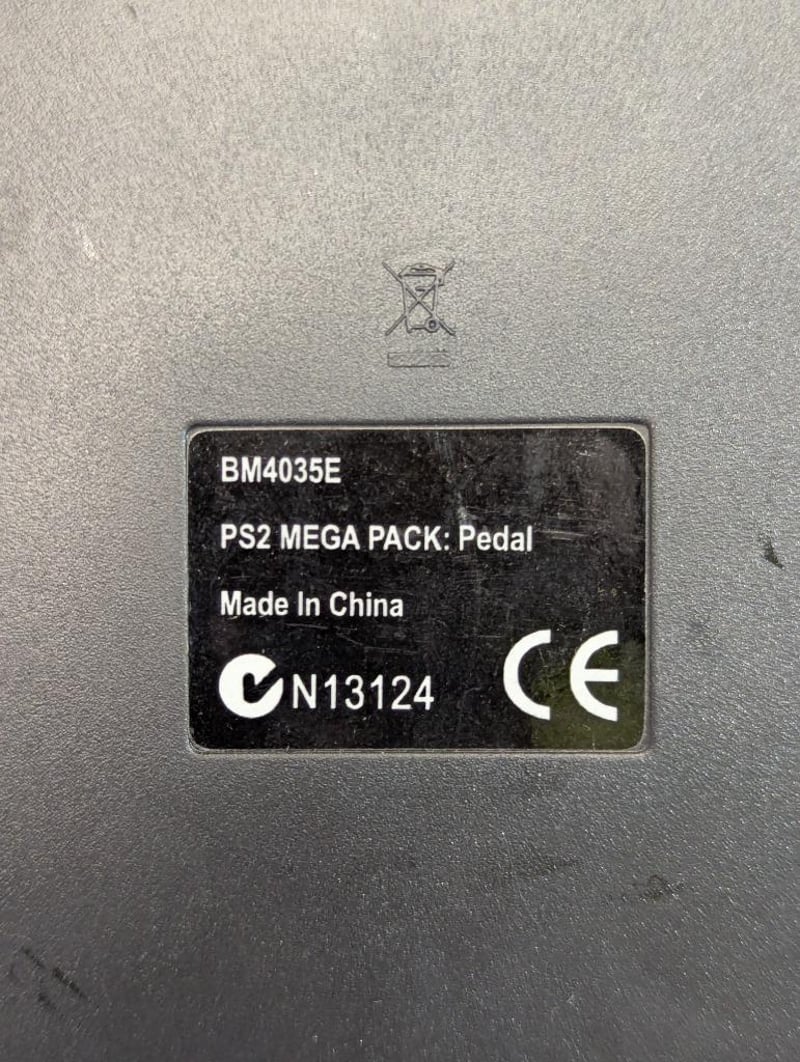 BM4035E
PS2 MEGA PACK: Pedal
Made In China
N13124 CE